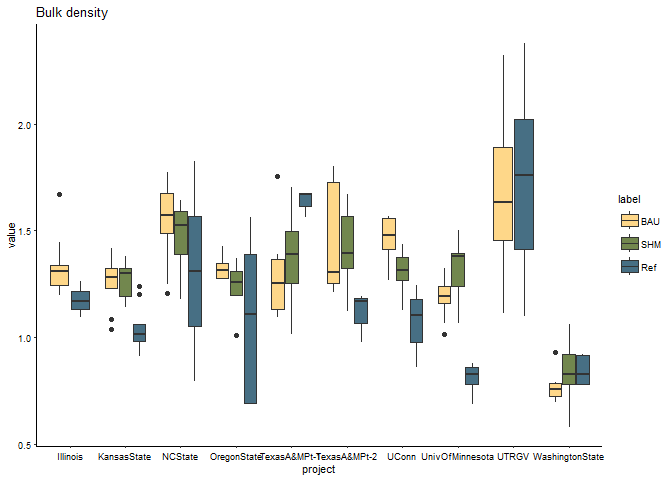 Bulk density
value
2.0
1.5
1.0
0.5
label
BAU
SHM
Ref
Illinois KansasState NCState OregonState TexasA&MPt-1 TexasA&MPt-2 UConn UnivOfMinnesota UTRGV WashingtonState
project